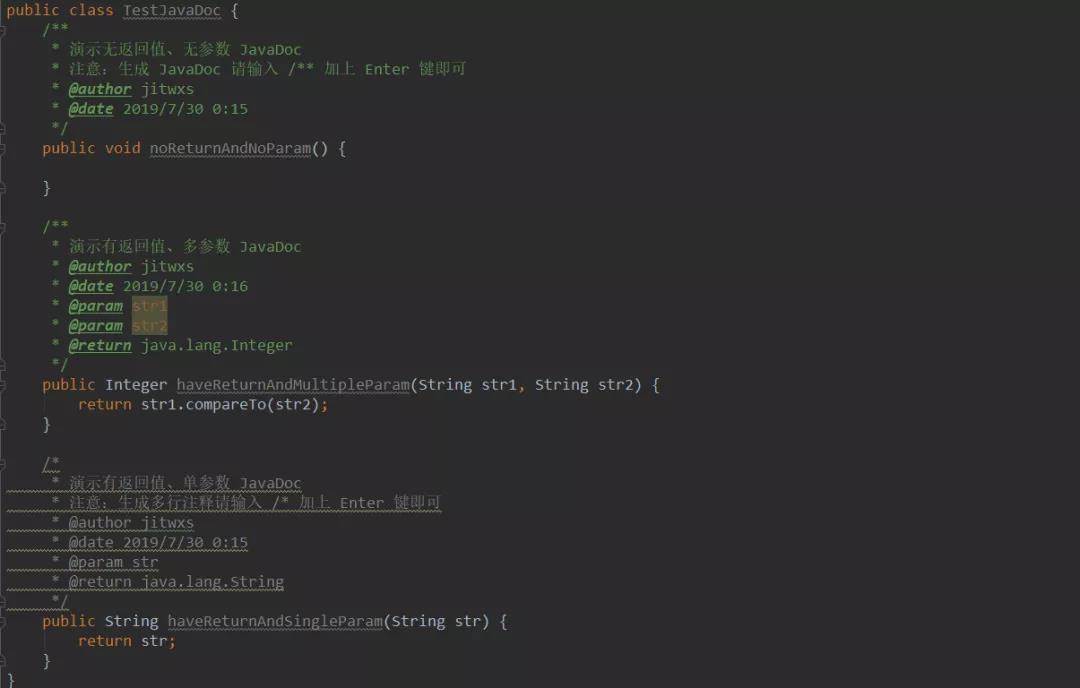 public class TestJavaDoc {
/**
* 演示无返回值、无参数 JavaDoc
* 注意：生成 JavaDoc 请输入 /** 加上 Enter 键即可
* @author jitwxs
* @date 2019/7/30 0:15
*/
public void noReturnAndNoParam() {
}
/**
* 演示有返回值、多参数 JavaDoc
* @author jitwxs
* @date 2019/7/30 0:16
* @param str1
* @param str2
* @return java.lang.Integer
*/
public Integer haveReturnAndMultipleParam(String str1, String str2) {
return str1.compareTo(str2);
}
/*
* 演示有返回值、单参数 JavaDoc
* 注意：生成多行注释请输入 /* 加上 Enter 键即可
* @author jitwxs
* @date 2019/7/30 0:15
* @param str
* @return java.lang.String
*/
public String haveReturnAndSingleParam(String str) {
return str;
}
}